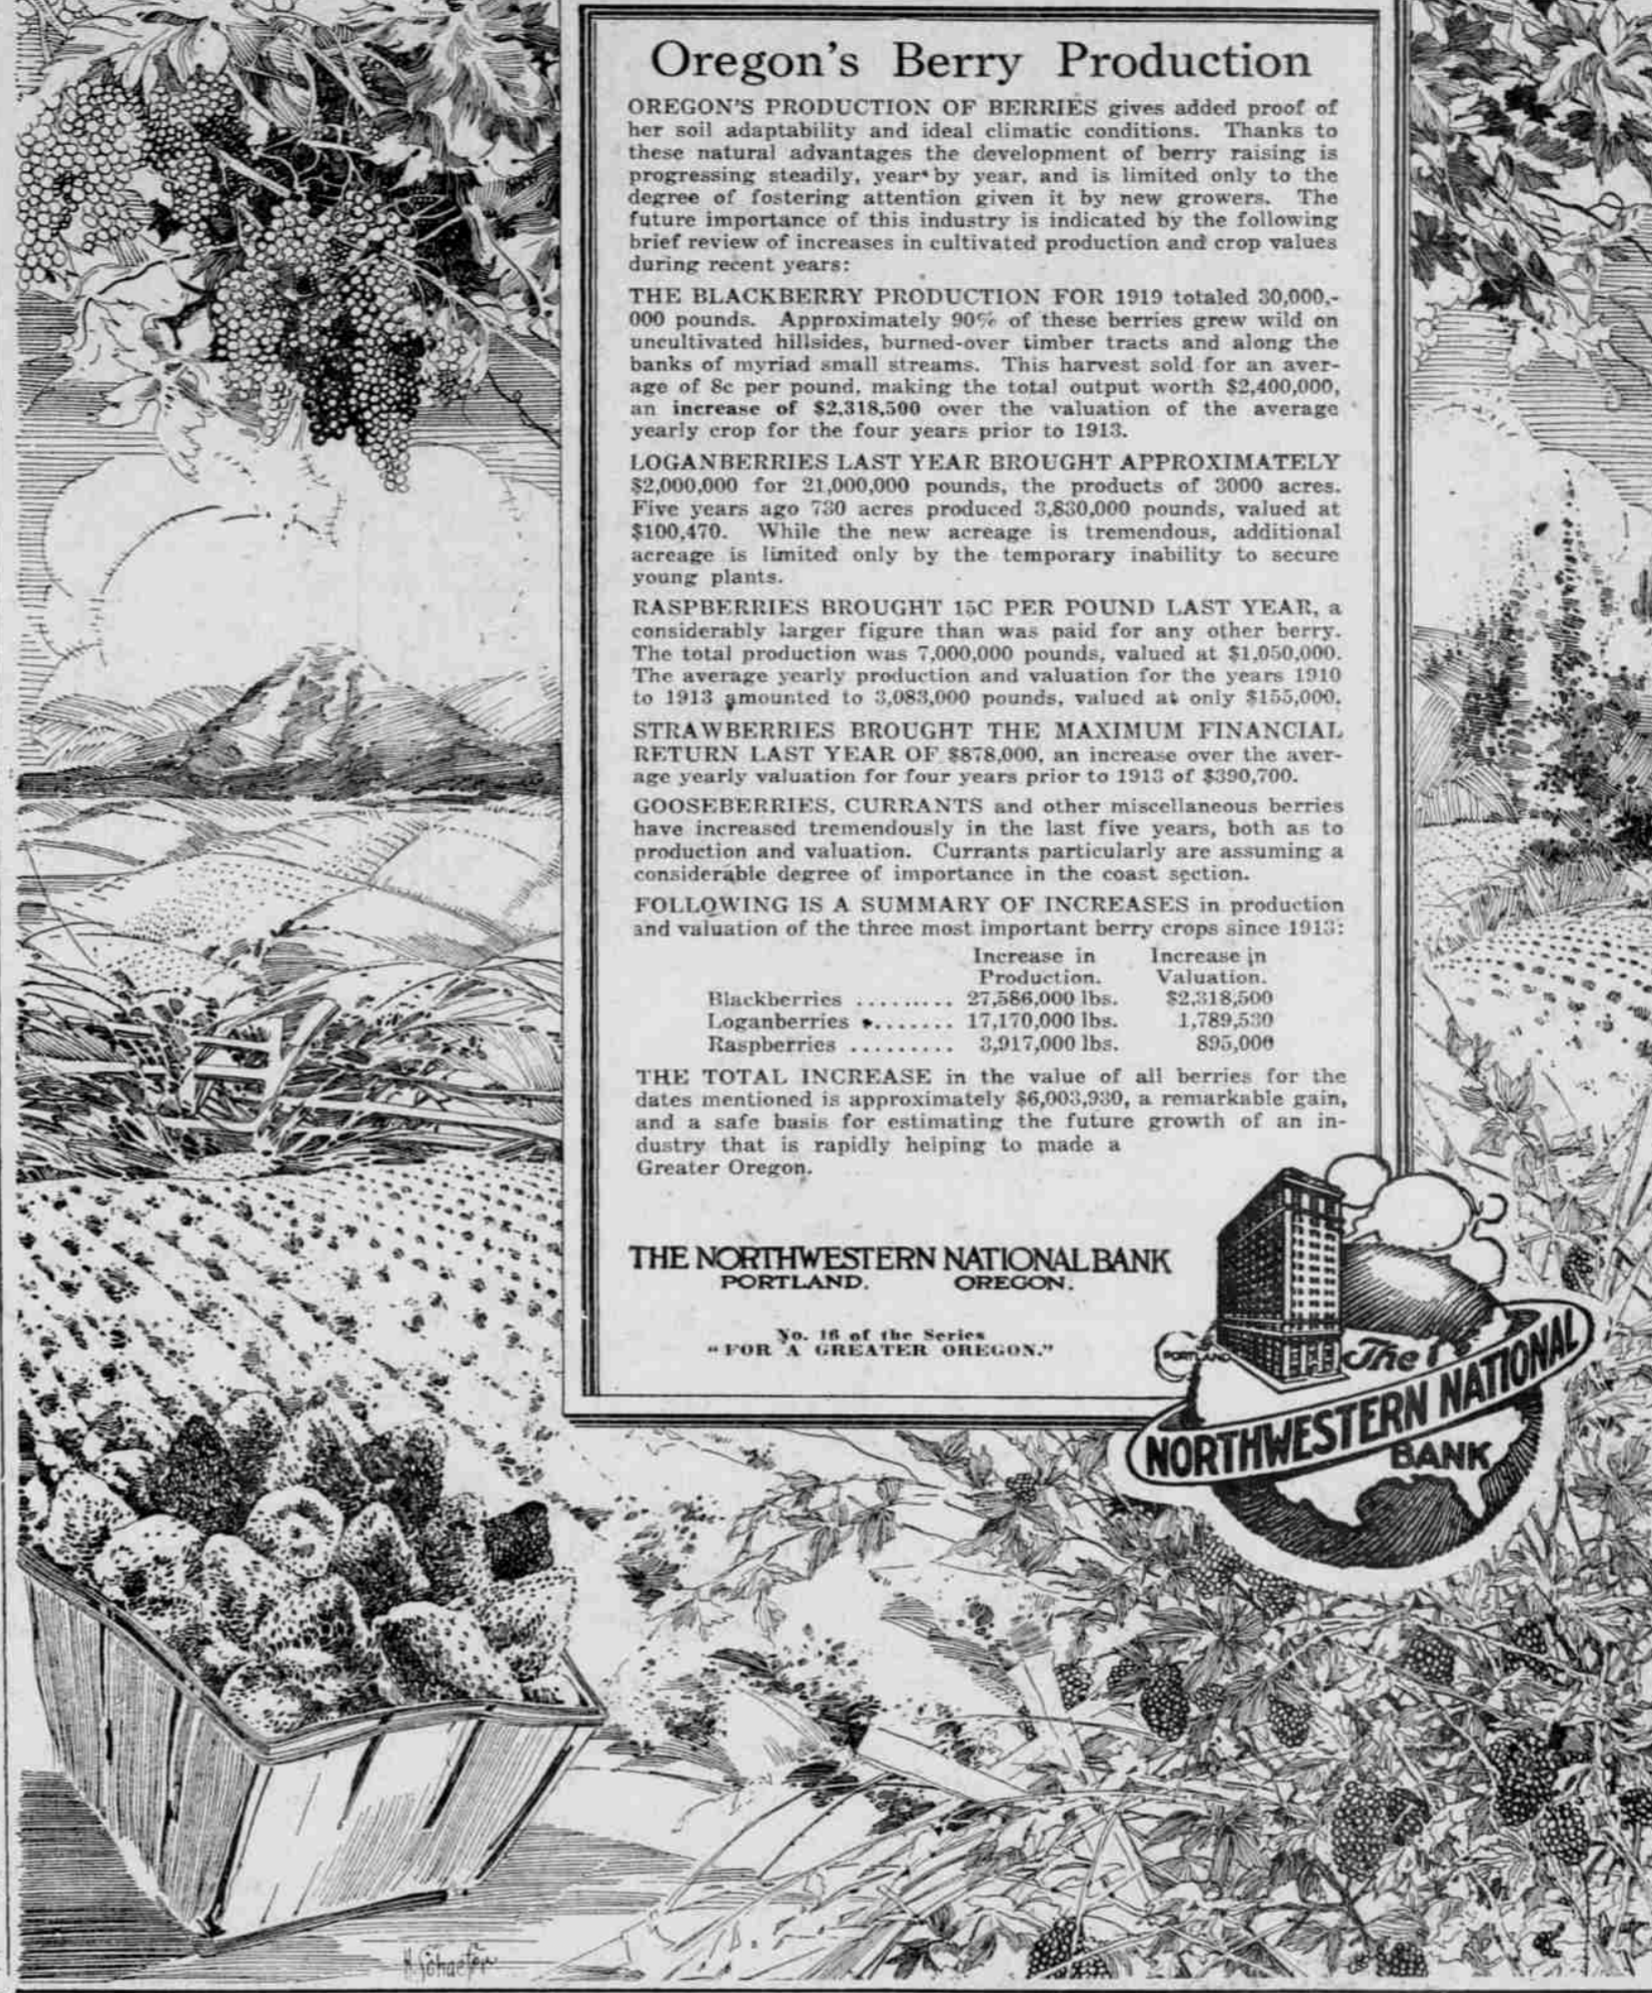 Oregon's Berry Production
OREGON'S PRODUCTION OF BERRIES gives added proof of
her soil adaptability and ideal climatic conditions. Thanks to
these natural advantages the development of berry raising is
progressing steadily, year by year, and is limited only to the
degree of fostering attention given it by new growers. The
future importance of this industry is indicated by the following
brief review of increases in cultivated production and crop values
during recent years:
THE BLACKBERRY PRODUCTION FOR 1919 totaled 30,000,-
000 pounds. Approximately 90% of these berries grew wild on
uncultivated hillsides, burned-over timber tracts and along the
banks of myriad small streams. This harvest sold for an aver-
age of 8c per pound, making the total output worth $2,400,000,
an increase of $2,318,500 over the valuation of the average
yearly crop for the four years prior to 1913.
LOGANBERRIES LAST YEAR BROUGHT APPROXIMATELY
$2,000,000 for 21,000,000 pounds, the products of 3000 acres.
Five years ago 730 acres produced 3,830,000 pounds, valued at
$100,470. While the new acreage is tremendous, additional
acreage is limited only by the temporary inability to secure
young plants.
RASPBERRIES BROUGHT 15C PER POUND LAST YEAR, a
considerably larger figure than was paid for any other berry.
The total production was 7,000,000 pounds, valued at $1,050,000.
The average yearly production and valuation for the years 1910
to 1913 amounted to 3,083,000 pounds, valued at only $155,000.
STRAWBERRIES BROUGHT THE MAXIMUM FINANCIAL
RETURN LAST YEAR OF $878,000, an increase over the aver-
age yearly valuation for four years prior to 1913 of $390,700.
GOOSEBERRIES, CURRANTS and other miscellaneous berries
have increased tremendously in the last five years, both as to
production and valuation. Currants particularly are assuming a
considerable degree of importance in the coast section.
FOLLOWING IS A SUMMARY OF INCREASES in production
and valuation of the three most important berry crops since 1913:
Increase in Increase in
Production. Valuation.
Blackberries ......... 27,586,000 lbs. $2,318,500
Loganberries ........ 17,170,000 lbs. 1,789,530
Raspberries ......... 3,917,000 lbs. 895,000
THE TOTAL INCREASE in the value of all berries for the
dates mentioned is approximately $6,003,930, a remarkable gain,
and a safe basis for estimating the future growth of an in-
dustry that is rapidly helping to made a
Greater Oregon.
THE NORTHWESTERN NATIONAL BANK
PORTLAND. OREGON.
No. 16 of the Series
"FOR A GREATER OREGON."
PORTLAND
The
NORTHWESTERN NATIONAL
BANK
H. Schaefer